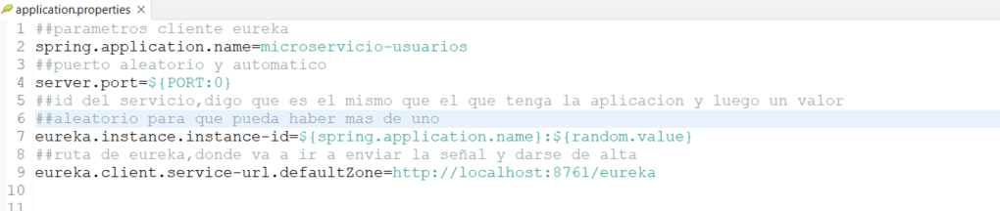 application.properties
1 ##parametros cliente eureka
2 spring.application.name=microservicio-usuarios
3 ##puerto aleatorio y automatico
4 server.port=${PORT:0}
5 ##id del servicio,digo que es el mismo que el que tenga la aplicacion y luego un valor
6 ##aleatorio para que pueda haber mas de uno
7 eureka.instance.instance-id=${spring.application.name}:${random.value}
8 ##ruta de eureka,donde va a ir a enviar la señal y darse de alta
9 eureka.client.service-url.defaultZone=http://localhost:8761/eureka
10
11